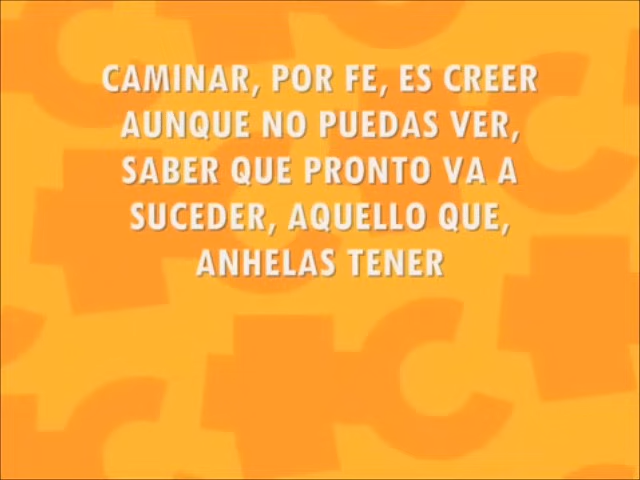 CAMINAR, POR FE, ES CREER
AUNQUE NO PUEDAS VER,
SABER QUE PRONTO VA A
SUCEDER, AQUELLO QUE,
ANHELAS TENER